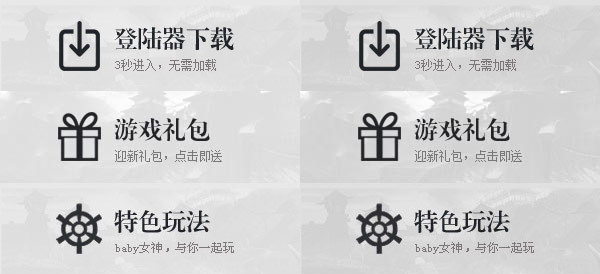 登陆器下载 登陆器下载
3秒进入，无需加载 3秒进入，无需加载
游戏礼包 游戏礼包
迎新礼包，点击即送 迎新礼包，点击即送
特色玩法 特色玩法
baby女神，与你一起玩 baby女神，与你一起玩